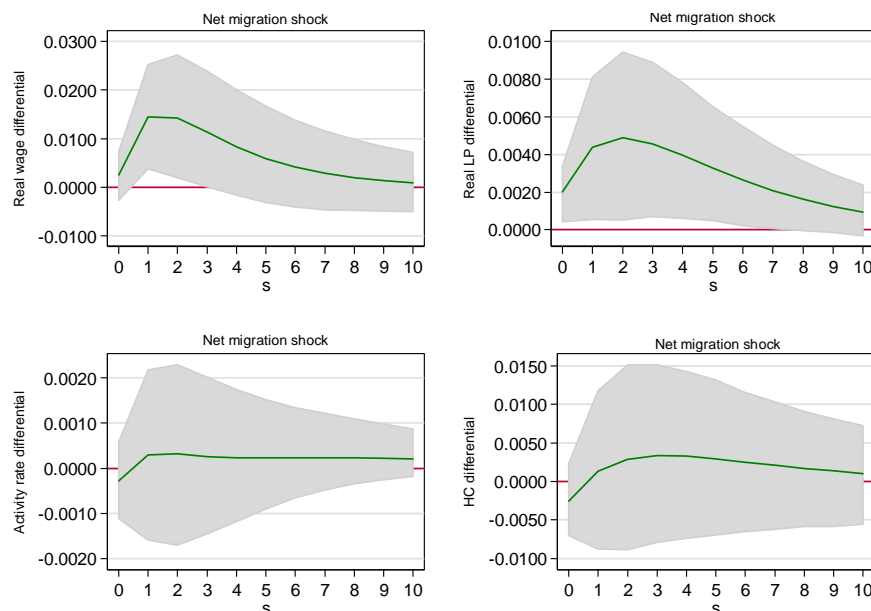 Net migration shock
Real wage differential
0.0300
0.0200
0.0100
0.0000
-0.0100
0 1 2 3 4 5 6 7 8 9 10
s
Net migration shock
Real LP differential
0.0100
0.0080
0.0060
0.0040
0.0020
0.0000
0 1 2 3 4 5 6 7 8 9 10
s
Net migration shock
Activity rate differential
0.0020
0.0010
0.0000
-0.0010
-0.0020
0 1 2 3 4 5 6 7 8 9 10
s
Net migration shock
HC differential
0.0150
0.0100
0.0050
0.0000
-0.0050
-0.0100
0 1 2 3 4 5 6 7 8 9 10
s